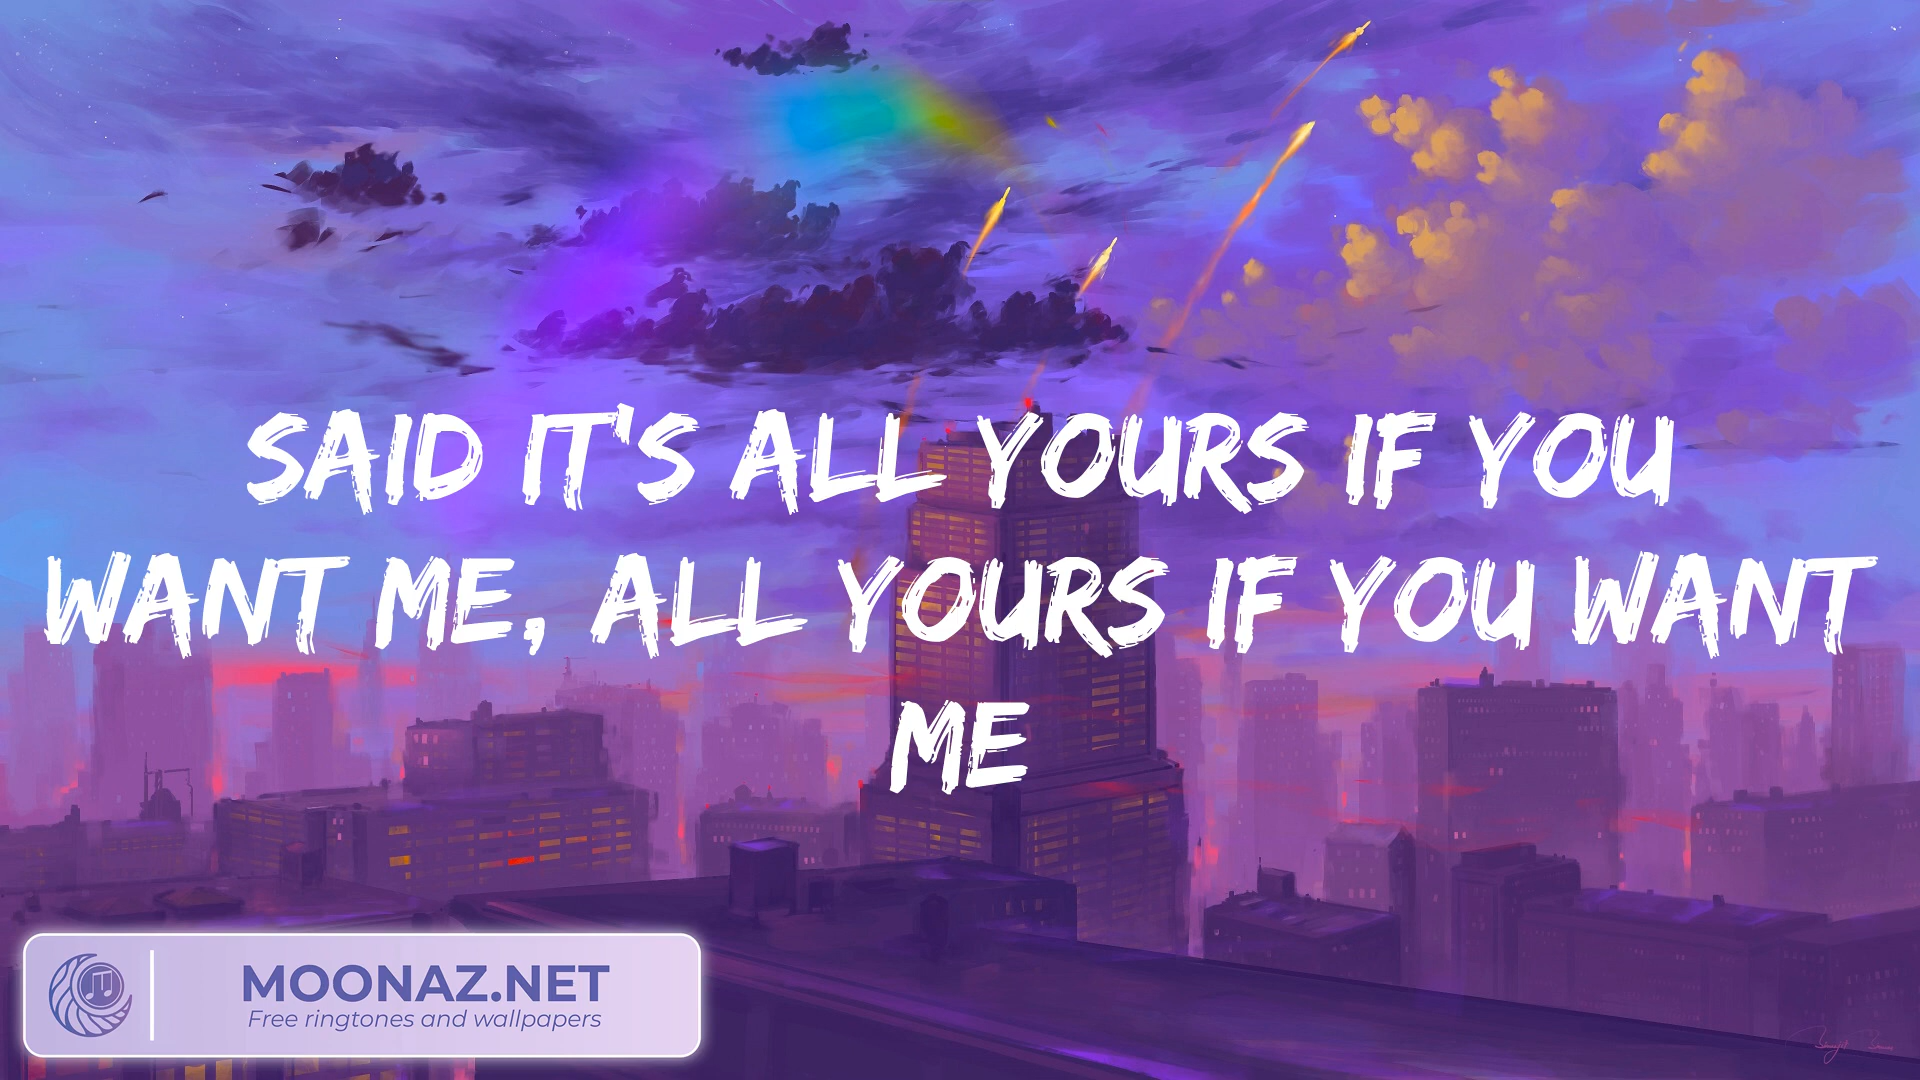 SAID IT'S ALL YOURS IF YOU
WANT ME, ALL YOURS IF YOU WANT
ME
MOONAZ.NET
Free ringtones and wallpapers